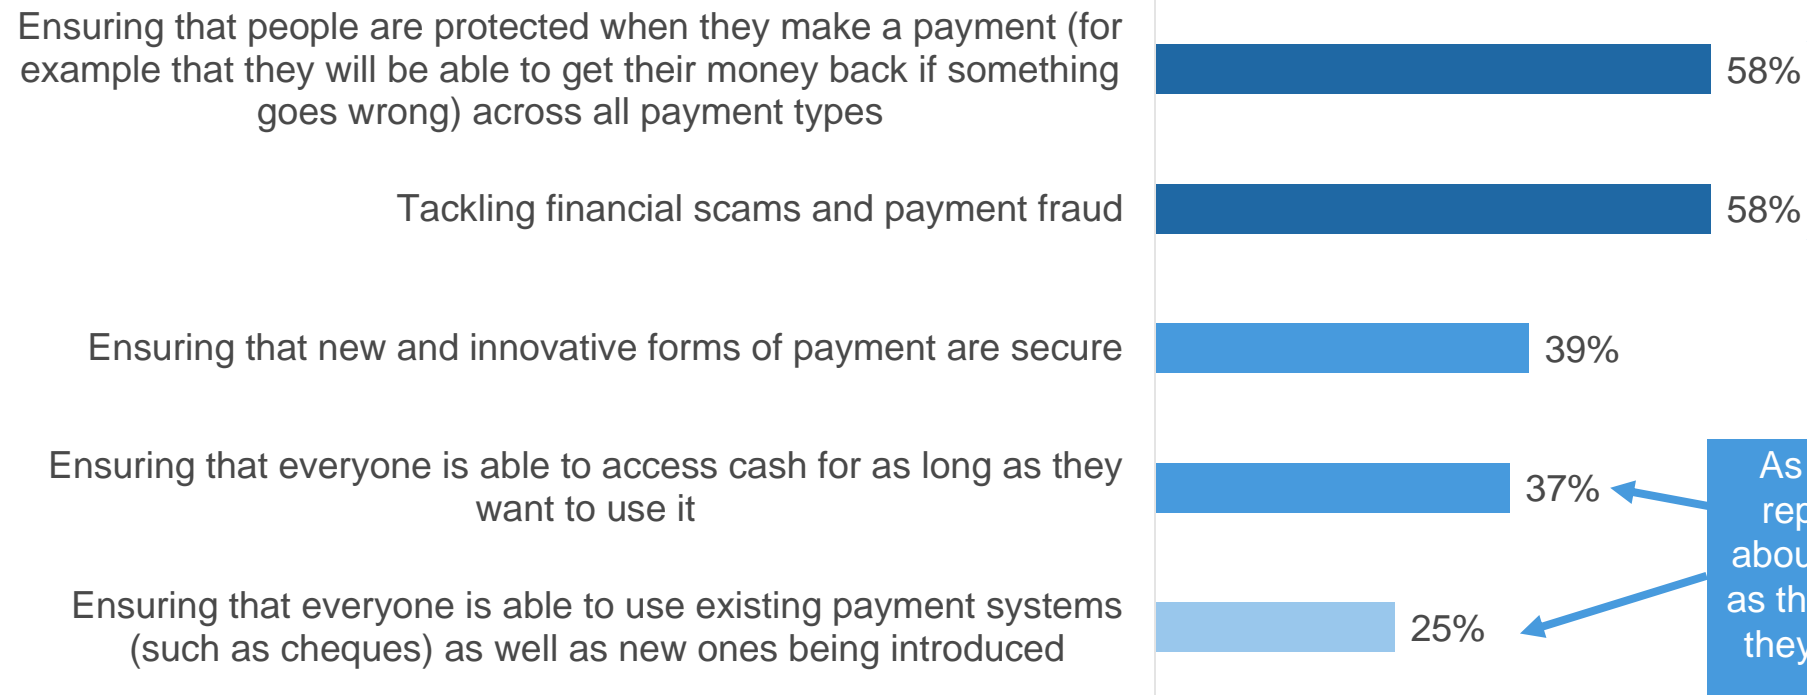 Ensuring that people are protected when they make a payment (for
example that they will be able to get their money back if something
goes wrong) across all payment types
58%
Tackling financial scams and payment fraud
58%
Ensuring that new and innovative forms of payment are secure
39%
Ensuring that everyone is able to access cash for as long as they
want to use it
37%
Ensuring that everyone is able to use existing payment systems
(such as cheques) as well as new ones being introduced
25%
As
as